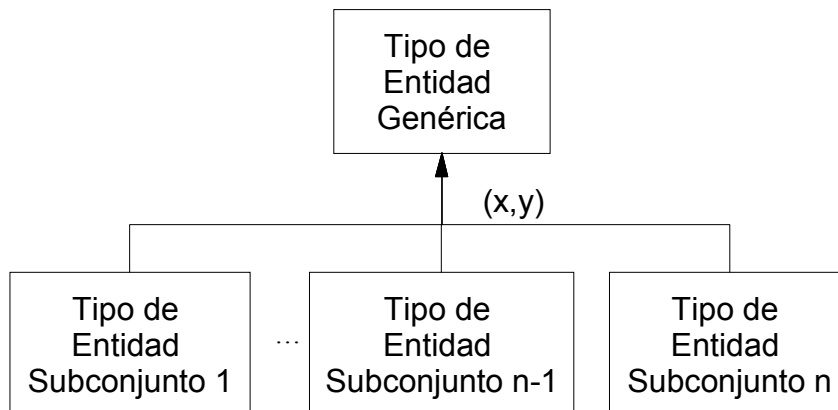 Tipo de
Entidad
Genérica
(x,y)
Tipo de
Entidad
Subconjunto 1
...
Tipo de
Entidad
Subconjunto n-1
Tipo de
Entidad
Subconjunto n